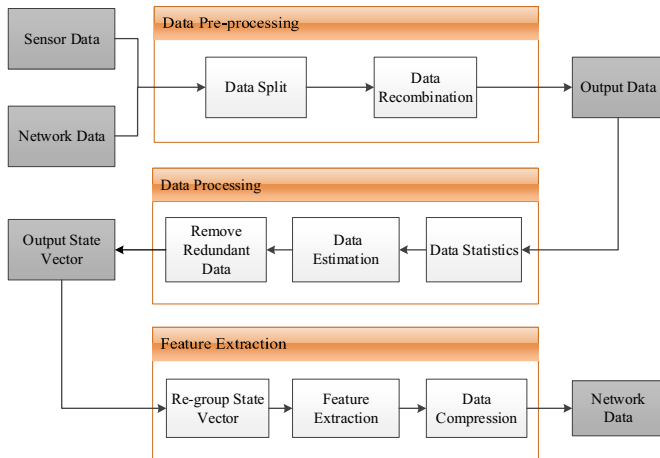 Data Pre-processing
Sensor Data
Network Data
Data Split
Data
Recombination
Output Data
Data Processing
Output State
Vector
Remove
Redundant
Data
Data
Estimation
Data Statistics
Feature Extraction
Re-group State
Vector
Feature
Extraction
Data
Compression
Network
Data